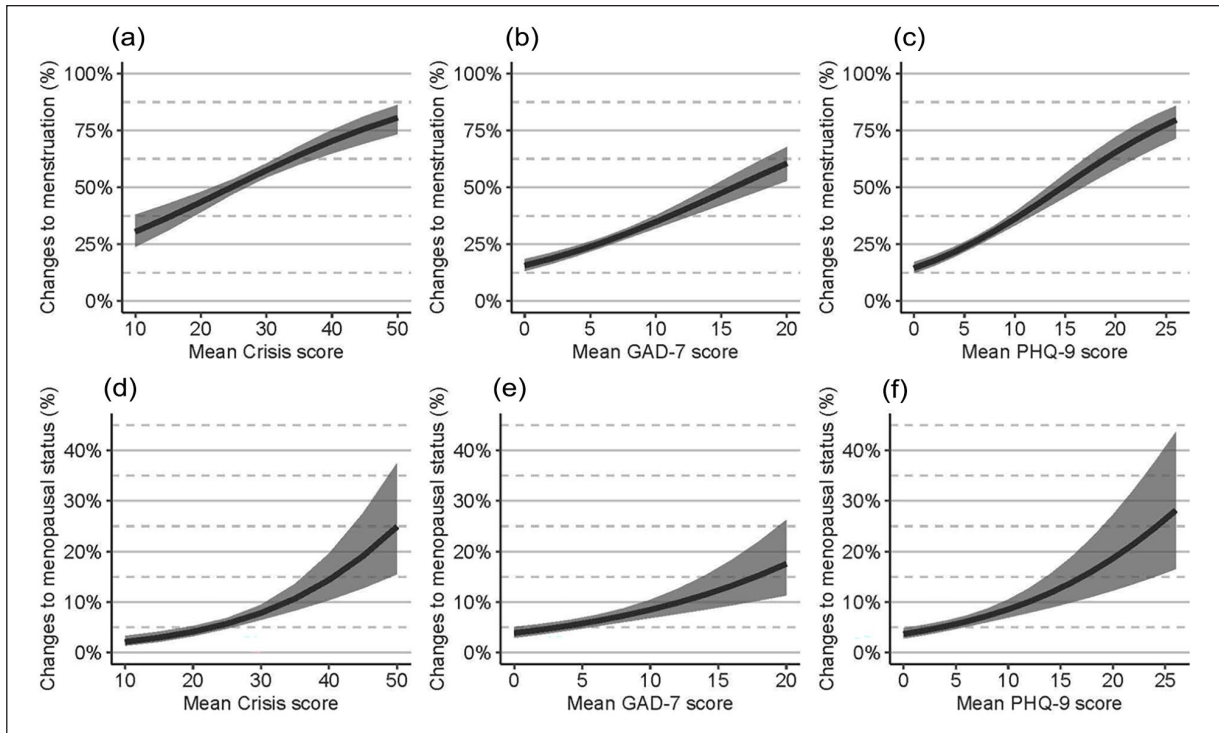 (a)
Changes to menstruation (%)
100%
75%
50%
25%
0%
10 20 30 40 50
Mean Crisis score
(b)
Changes to menstruation (%)
100%
75%
50%
25%
0%
0 5 10 15 20
Mean GAD-7 score
(c)
Changes to menstruation (%)
100%
75%
50%
25%
0%
0 5 10 15 20 25
Mean PHQ-9 score
(d)
Changes to menopausal status (%)
40%
30%
20%
10%
0%
10 20 30 40 50
Mean Crisis score
(e)
Changes to menopausal status (%)
40%
30%
20%
10%
0%
0 5 10 15 20
Mean GAD-7 score
(f)
Changes to menopausal status (%)
40%
30%
20%
10%
0%
0 5 10 15 20 25
Mean PHQ-9 score